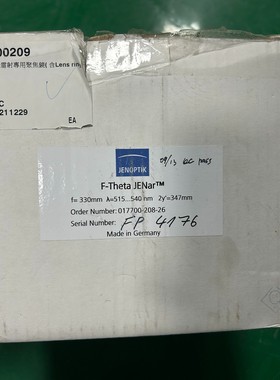 00209
雷射專用聚焦鏡(含Lens rin
C
211229
EA
JENOPTIK
09/13 IQC pass
F-Theta JENar™
f= 330mm λ=515...540 nm 2y'=347mm
Order Number: 017700-208-26
Serial Number: FP 4176
Made in Germany